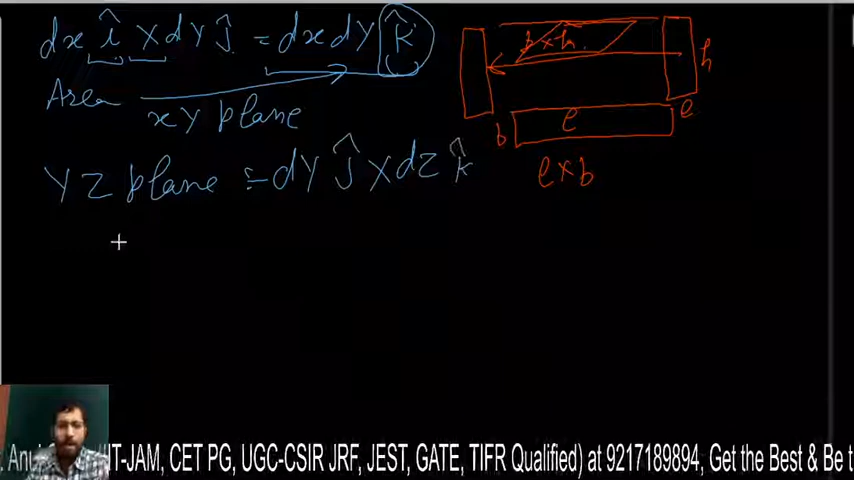 dx î x dy ĵ = dx dy k̂
Area xy plane
YZ plane = dy ĵ x dz k̂
b x h
h
l
b
l
l x b
IIT-JAM, CET PG, UGC-CSIR JRF, JEST, GATE, TIFR Qualified) at 9217189894, Get the Best & Be t